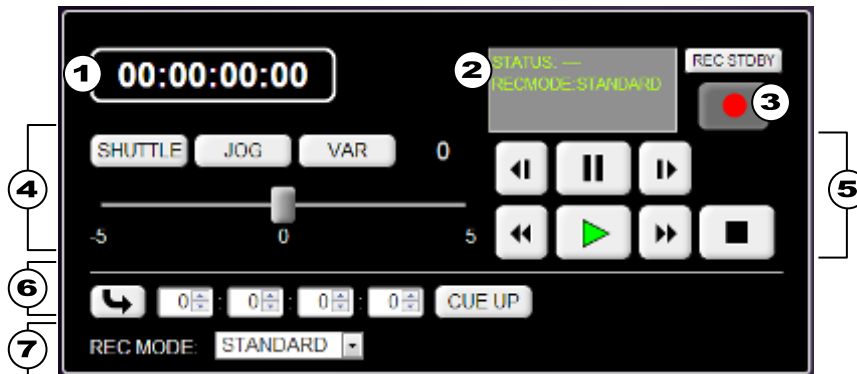 1
00:00:00:00
2
STATUS: ---
RECMODE:STANDARD
REC STDBY
3
4
SHUTTLE JOG VAR 0
5
-5 0 5
6
0 : 0 : 0 : 0 CUE UP
7
REC MODE: STANDARD